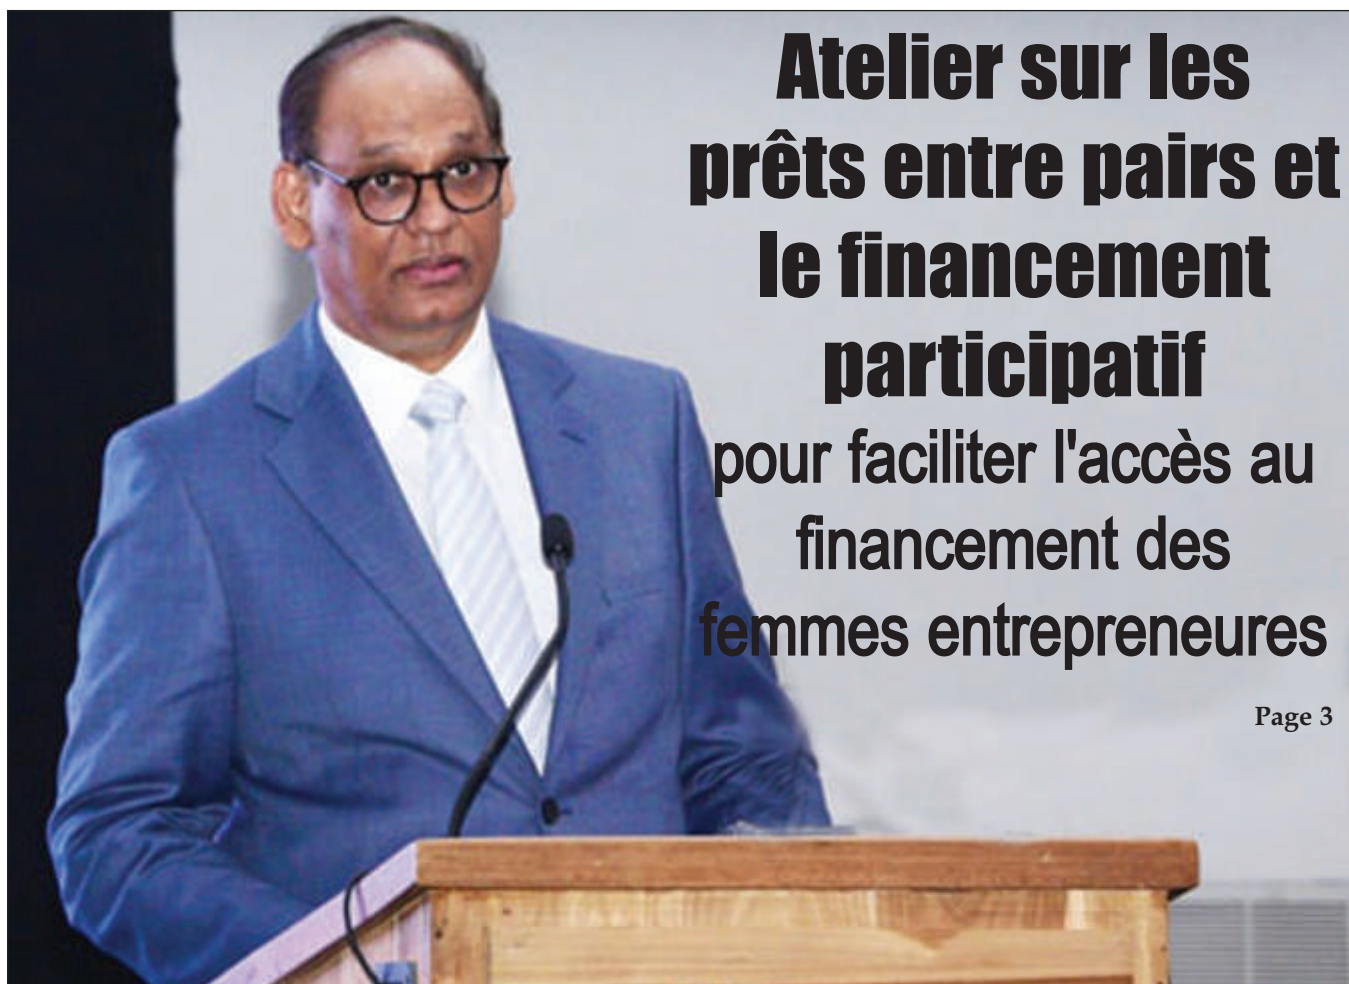 Atelier sur les
prêts entre pairs et
le financement
participatif
pour faciliter l'accès au
financement des
femmes entrepreneures
Page 3